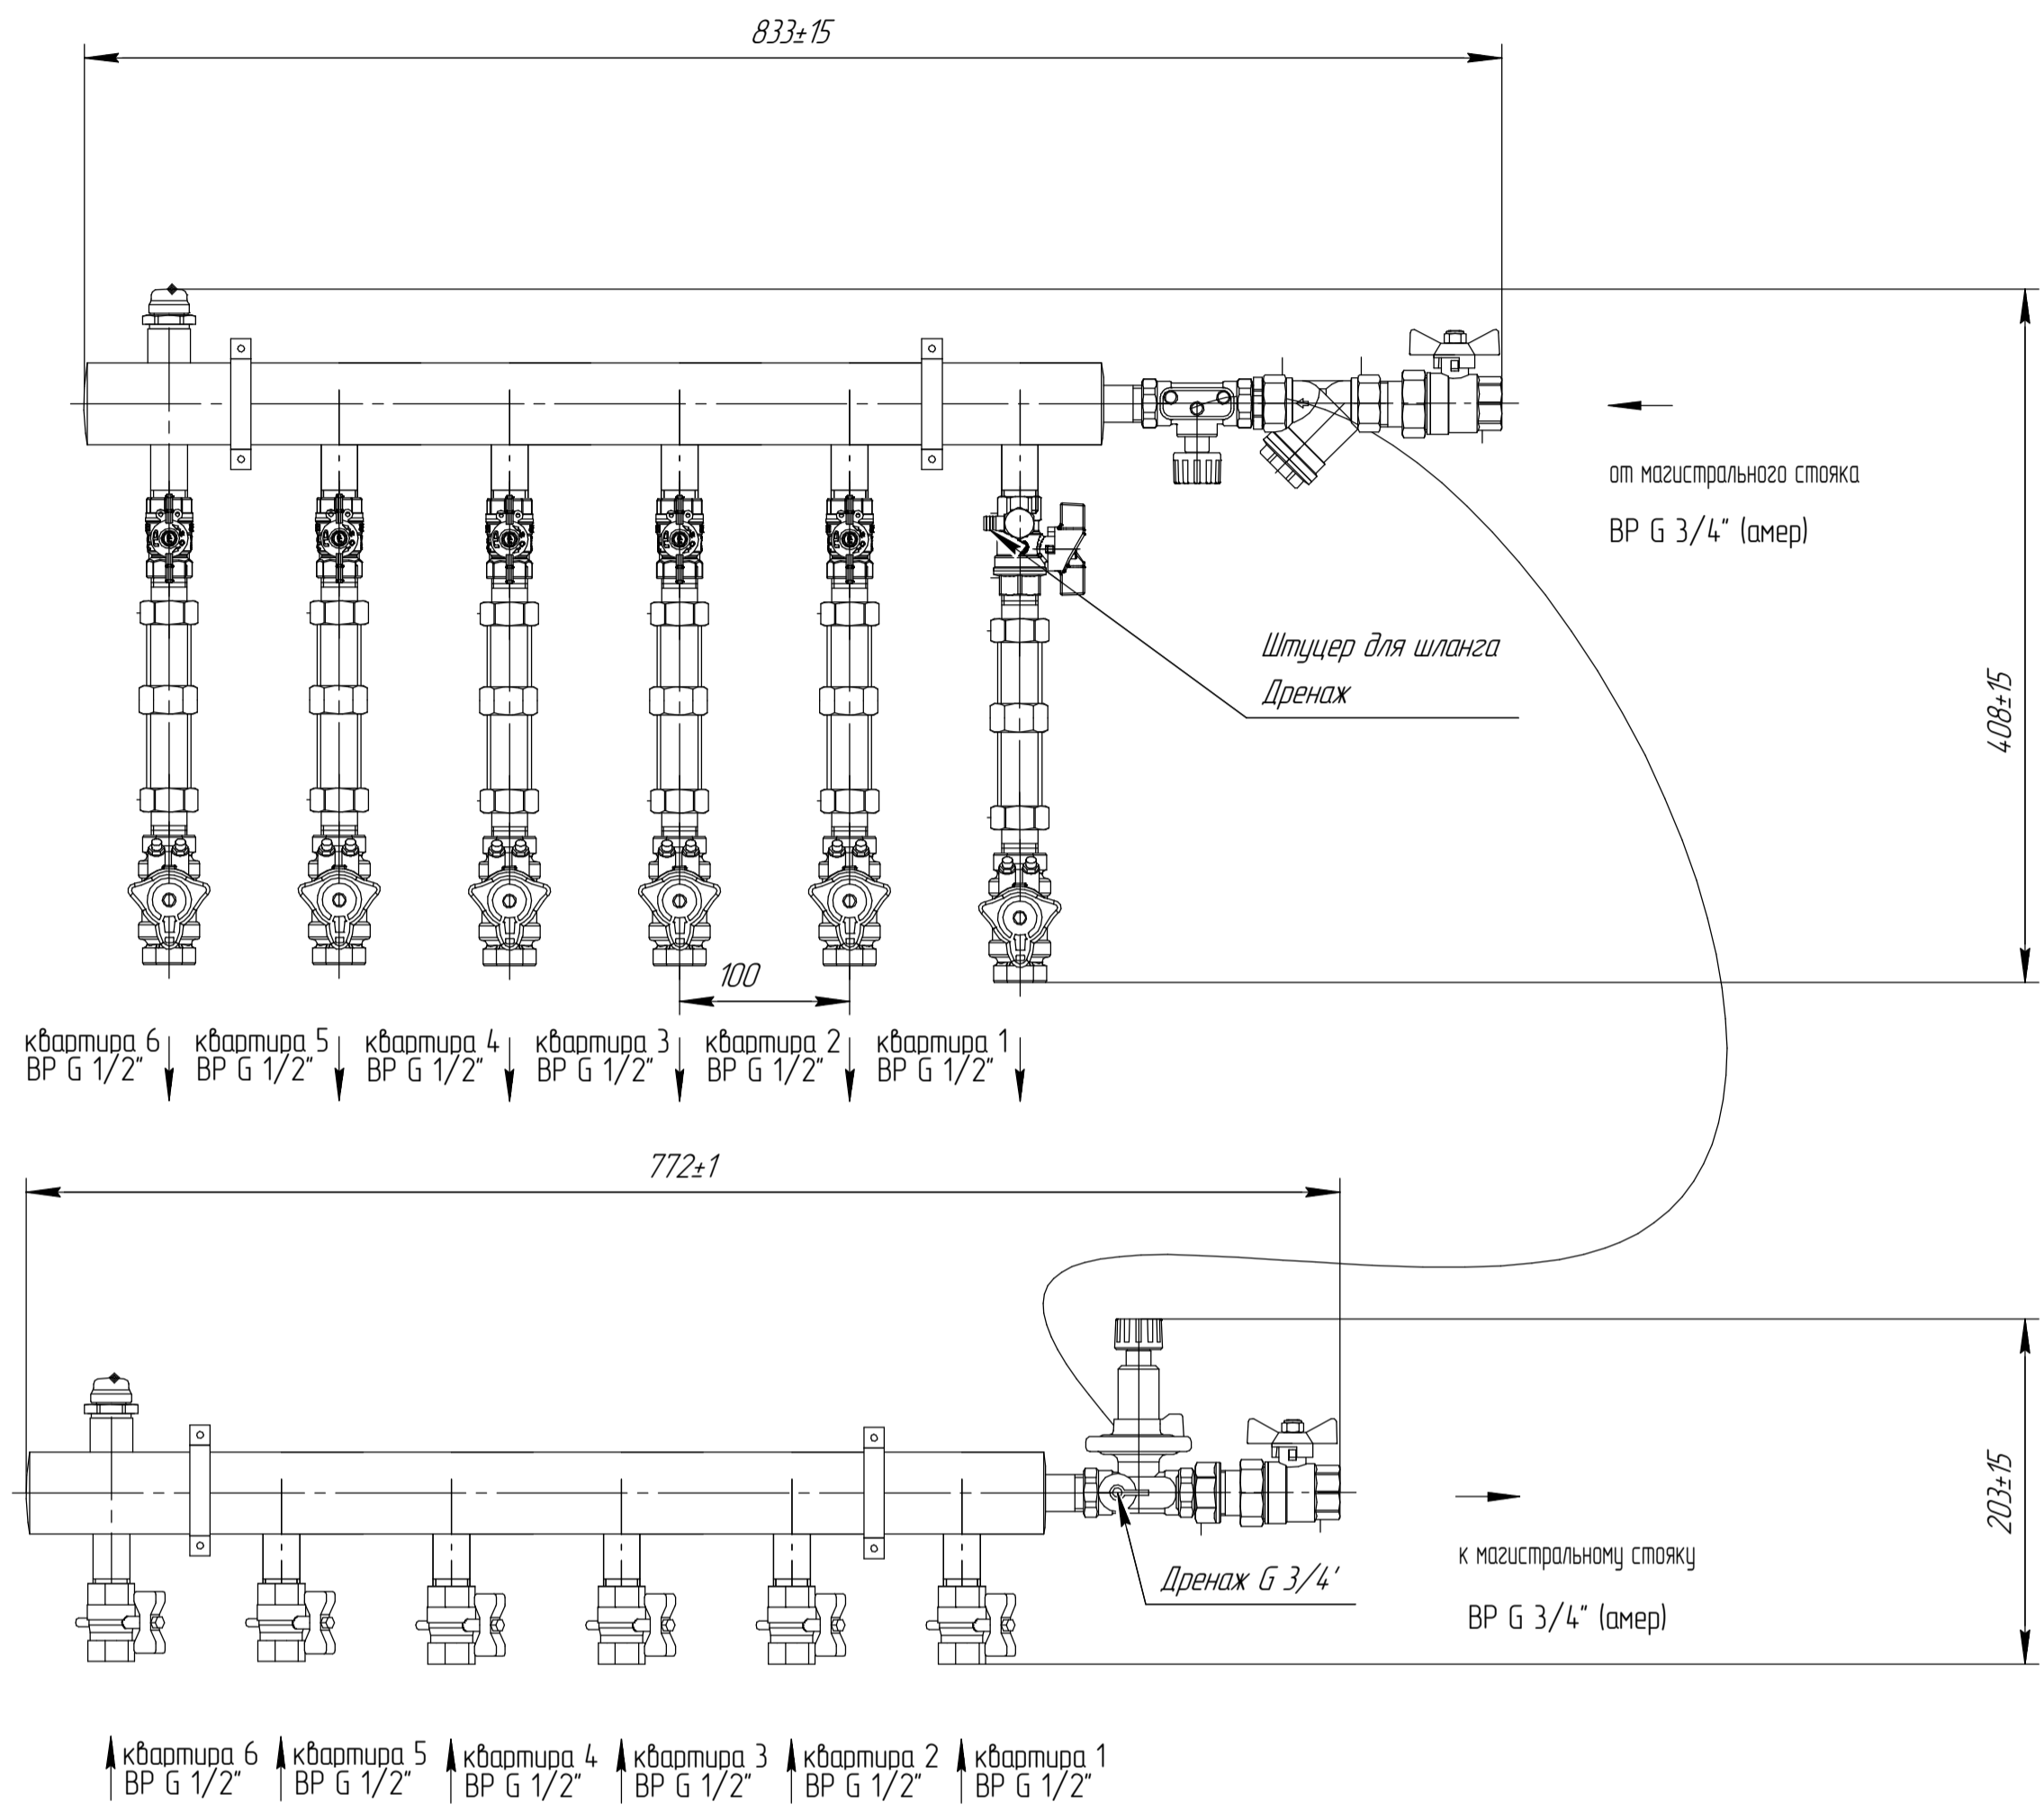 833±15
от магистрального стояка
ВР G 3/4" (амер)
Штуцер для шланга
Дренаж
408±15
100
квартира 6
ВР G 1/2"
квартира 5
ВР G 1/2"
квартира 4
ВР G 1/2"
квартира 3
ВР G 1/2"
квартира 2
ВР G 1/2"
квартира 1
ВР G 1/2"
772±1
203±15
Дренаж G 3/4'
к магистральному стояку
ВР G 3/4" (амер)
квартира 6
ВР G 1/2"
квартира 5
ВР G 1/2"
квартира 4
ВР G 1/2"
квартира 3
ВР G 1/2"
квартира 2
ВР G 1/2"
квартира 1
ВР G 1/2"